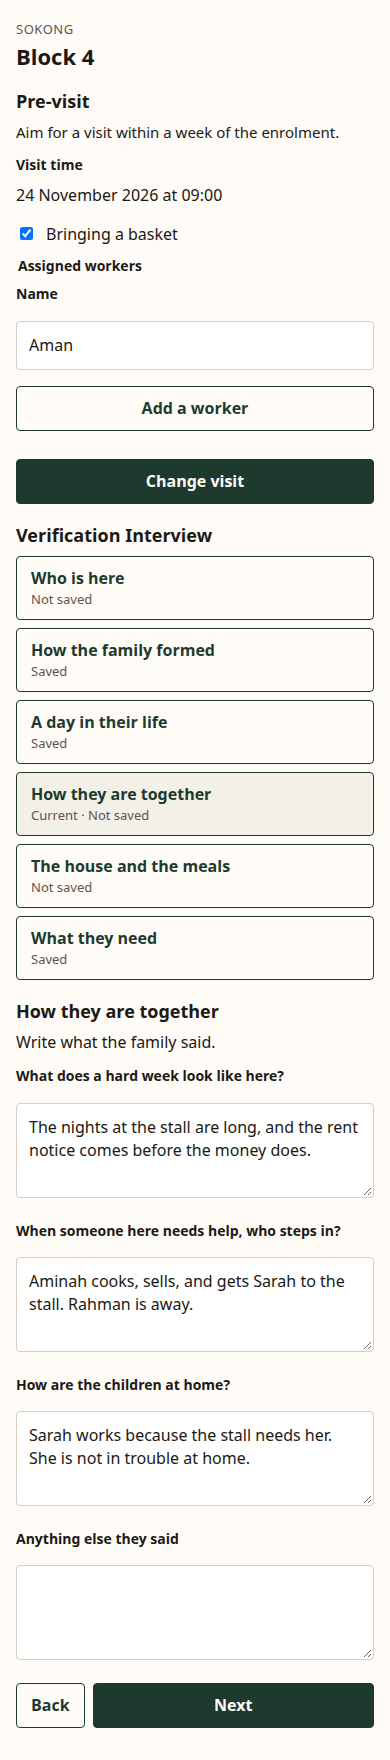 SOKONG
Block 4
Pre-visit
Aim for a visit within a week of the enrolment.
Visit time
24 November 2026 at 09:00
Bringing a basket
Assigned workers
Name
Aman
Add a worker
Change visit
Verification Interview
Who is here
Not saved
How the family formed
Saved
A day in their life
Saved
How they are together
Current · Not saved
The house and the meals
Not saved
What they need
Saved
How they are together
Write what the family said.
What does a hard week look like here?
The nights at the stall are long, and the rent
notice comes before the money does.
When someone here needs help, who steps in?
Aminah cooks, sells, and gets Sarah to the
stall. Rahman is away.
How are the children at home?
Sarah works because the stall needs her.
She is not in trouble at home.
Anything else they said
Back
Next